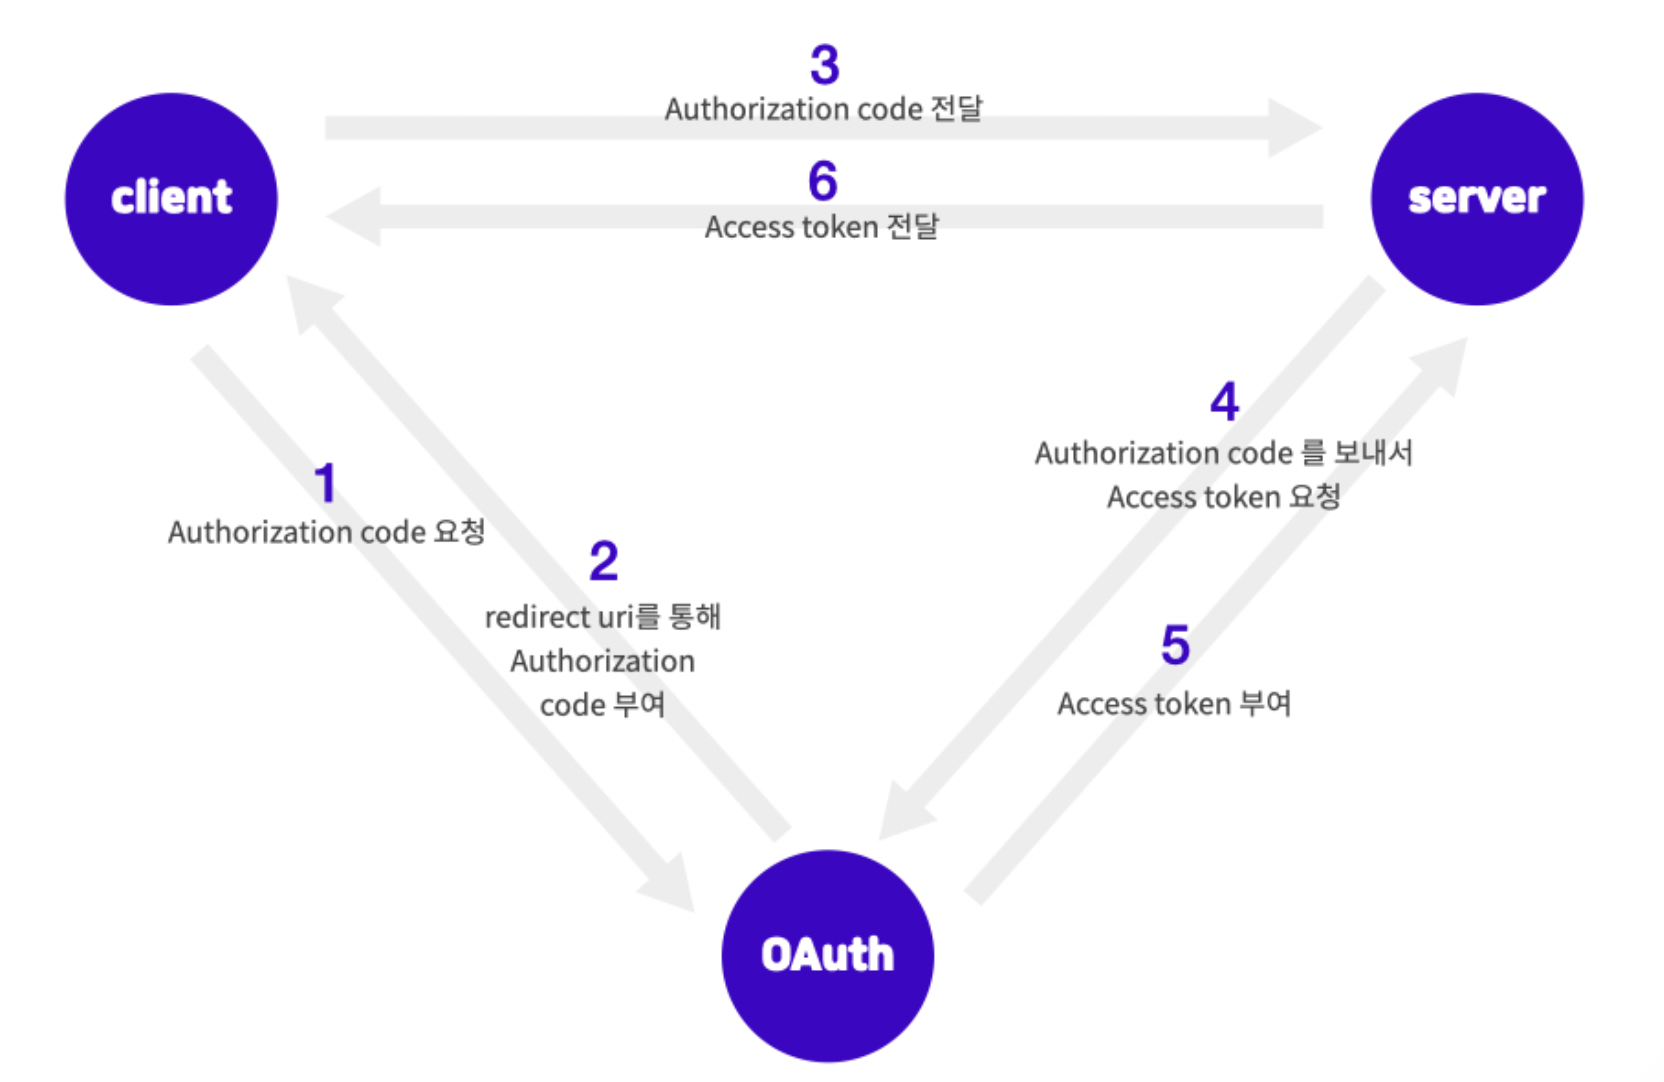 3
Authorization code 전달
client
6
Access token 전달
server
1
Authorization code 요청
2
redirect uri를 통해
Authorization
code 부여
4
Authorization code 를 보내서
Access token 요청
5
Access token 부여
OAuth